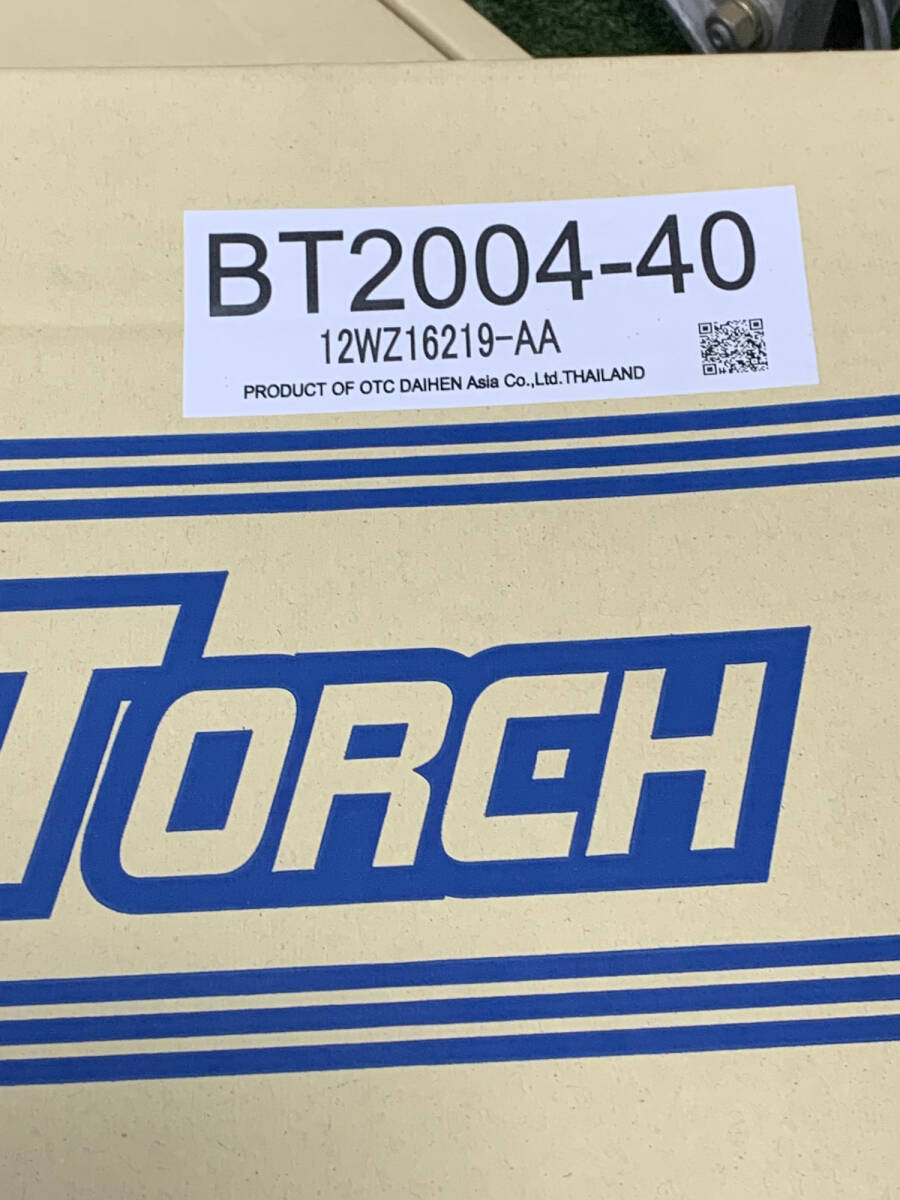 BT2004-40
12WZ16219-AA
PRODUCT OF OTC DAIHEN Asia Co.,Ltd.THAILAND
TORCH